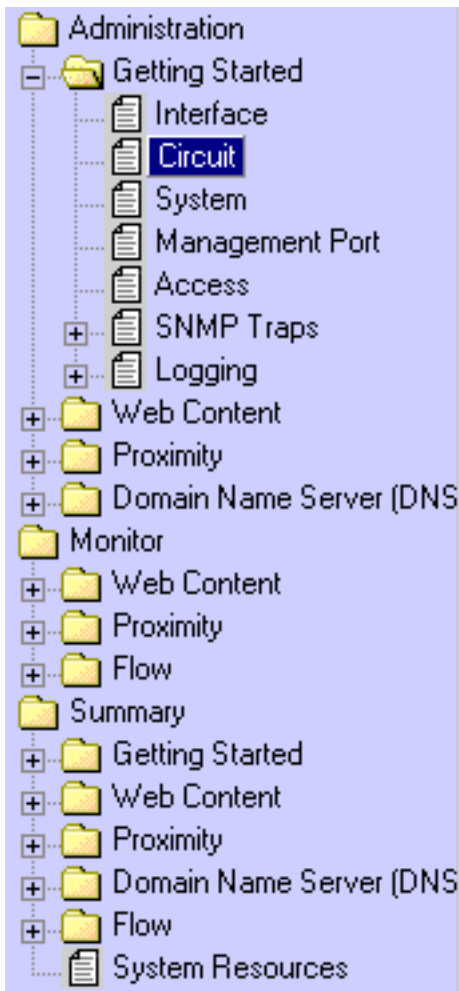 Administration
Getting Started
Interface
Circuit
System
Management Port
Access
SNMP Traps
Logging
Web Content
Proximity
Domain Name Server (DNS
Monitor
Web Content
Proximity
Flow
Summary
Getting Started
Web Content
Proximity
Domain Name Server (DNS
Flow
System Resources